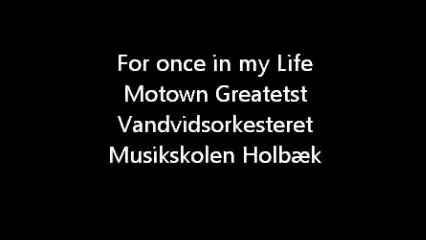 For once in my Life
Motown Greatetst
Vandvidsorkesteret
Musikskolen Holbæk